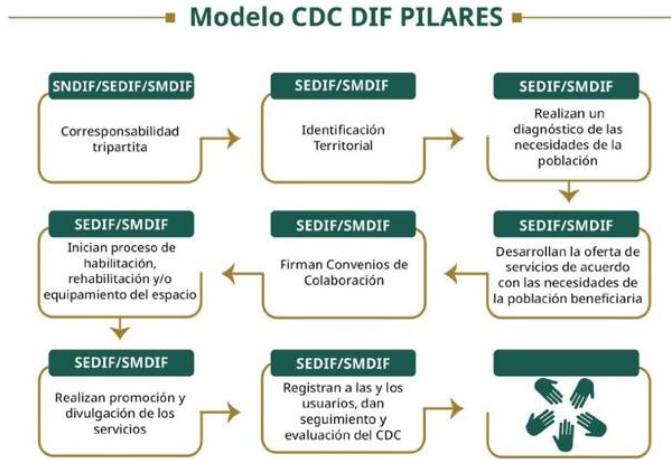 Modelo CDC DIF PILARES
SNDIF/SEDIF/SMDIF
Corresponsabilidad
tripartita
SEDIF/SMDIF
Identificación
Territorial
SEDIF/SMDIF
Realizan un
diagnóstico de las
necesidades de la
población
SEDIF/SMDIF
Inician proceso de
habilitación,
rehabilitación y/o
equipamiento del espacio
SEDIF/SMDIF
Firman Convenios de
Colaboración
SEDIF/SMDIF
Desarrollan la oferta de
servicios de acuerdo
con las necesidades de
la población beneficiaria
SEDIF/SMDIF
Realizan promoción y
divulgación de los
servicios
SEDIF/SMDIF
Registran a las y los
usuarios, dan
seguimiento y
evaluación del CDC